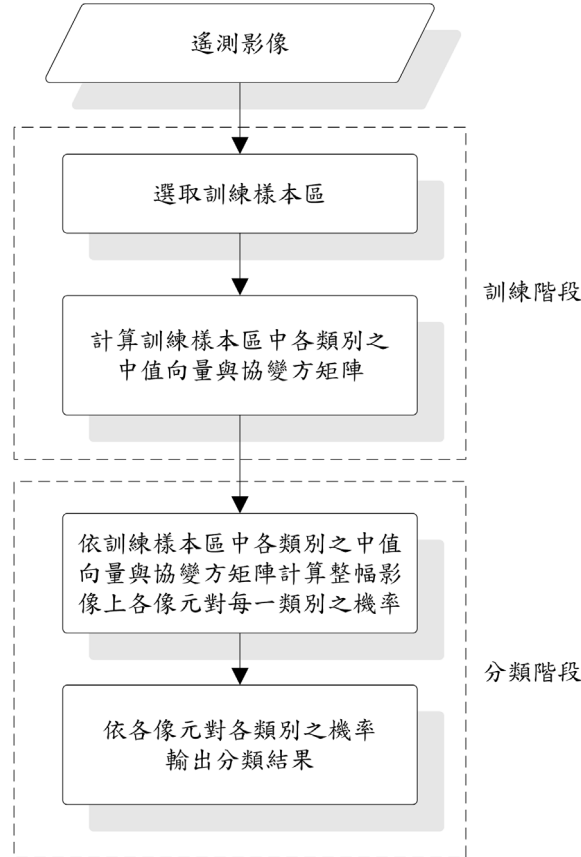 遙測影像
選取訓練樣本區
訓練階段
計算訓練樣本區中各類別之
中值向量與協變方矩陣
依訓練樣本區中各類別之中值
向量與協變方矩陣計算整幅影
像上各像元對每一類別之機率
分類階段
依各像元對各類別之機率
輸出分類結果